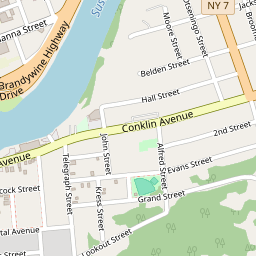 NY 7
Moore Street
Brandywine Highway
Drive
Belden Street
Hall Street
Conklin Avenue
2nd Street
Avenue
John Street
Alfred Street
Telegraph Street
Evans Street
Kress Street
Grand Street
Lookout Street